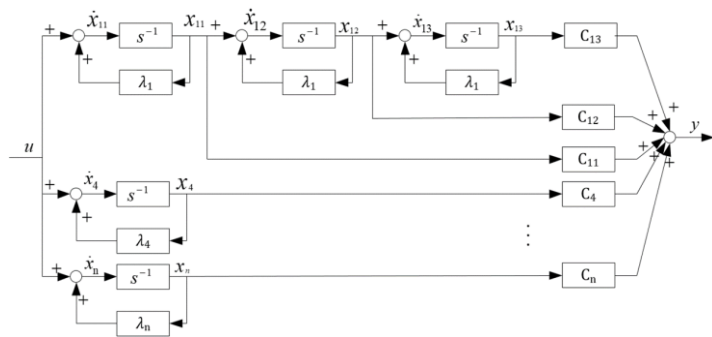 + ẋ₁₁ s⁻¹ x₁₁ + ẋ₁₂ s⁻¹ x₁₂ + ẋ₁₃ s⁻¹ x₁₃ C₁₃
+ λ₁ + λ₁ + λ₁ +
C₁₂ + y
u + C₁₁ +
+ ẋ₄ s⁻¹ x₄ C₄ + +
+ λ₄ ⋮
+ ẋₙ s⁻¹ xₙ Cₙ
+ λₙ